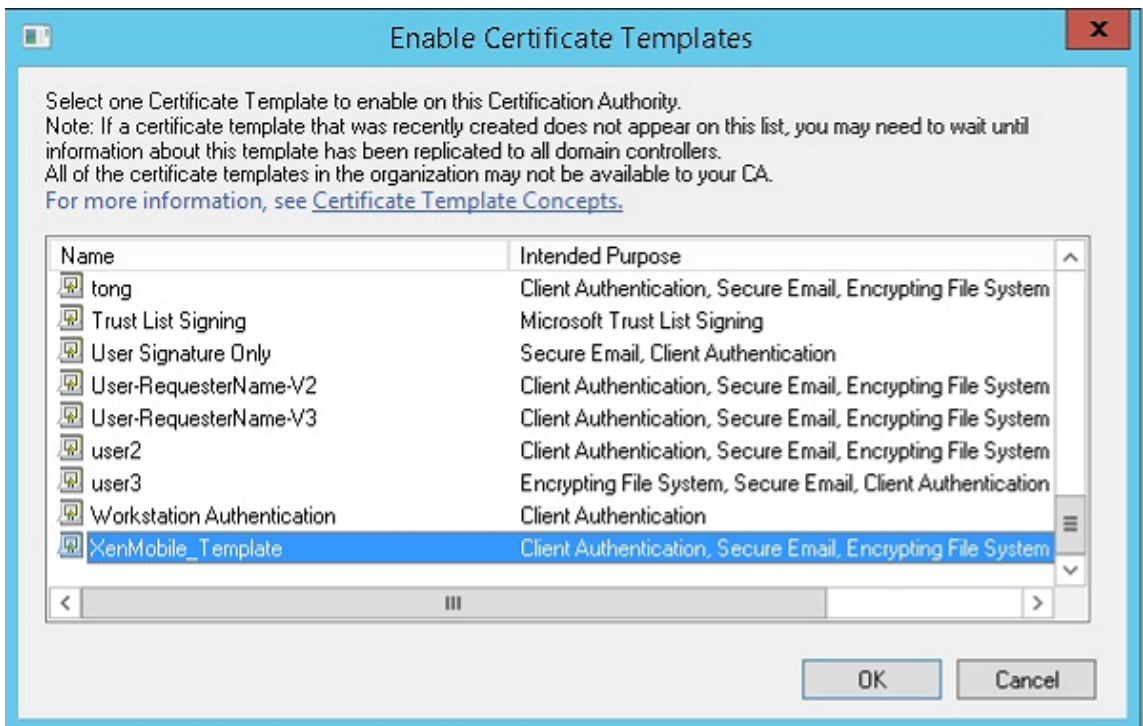 Enable Certificate Templates
x
Select one Certificate Template to enable on this Certification Authority.
Note: If a certificate template that was recently created does not appear on this list, you may need to wait until
information about this template has been replicated to all domain controllers.
All of the certificate templates in the organization may not be available to your CA.
For more information, see Certificate Template Concepts.
Name Intended Purpose
tong Client Authentication, Secure Email, Encrypting File System
Trust List Signing Microsoft Trust List Signing
User Signature Only Secure Email, Client Authentication
User-RequesterName-V2 Client Authentication, Secure Email, Encrypting File System
User-RequesterName-V3 Client Authentication, Secure Email, Encrypting File System
user2 Client Authentication, Secure Email, Encrypting File System
user3 Encrypting File System, Secure Email, Client Authentication
Workstation Authentication Client Authentication
XenMobile_Template Client Authentication, Secure Email, Encrypting File System
OK Cancel